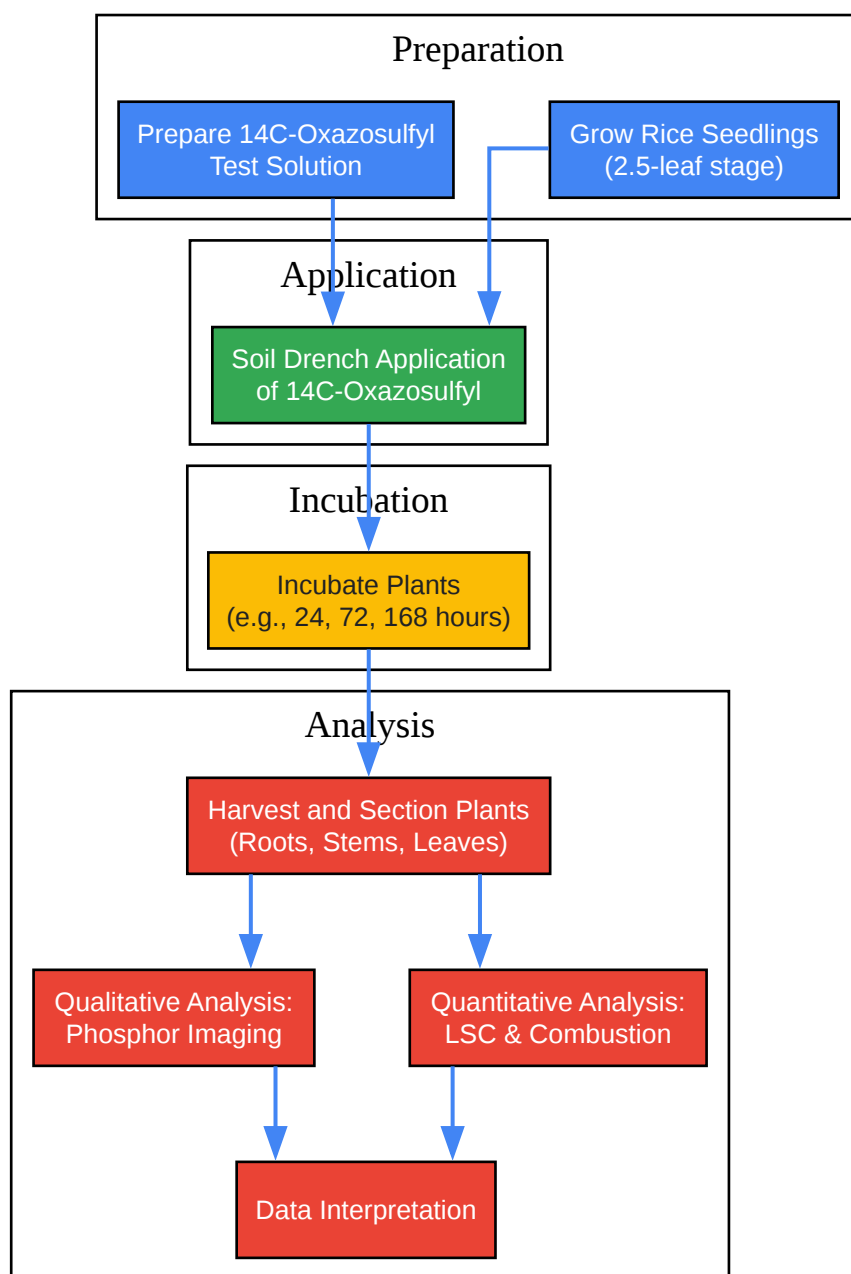 Preparation
Prepare 14C-Oxazosulfyl
Test Solution
Grow Rice Seedlings
(2.5-leaf stage)
Application
Soil Drench Application
of 14C-Oxazosulfyl
Incubation
Incubate Plants
(e.g., 24, 72, 168 hours)
Analysis
Harvest and Section Plants
(Roots, Stems, Leaves)
Qualitative Analysis:
Phosphor Imaging
Quantitative Analysis:
LSC & Combustion
Data Interpretation